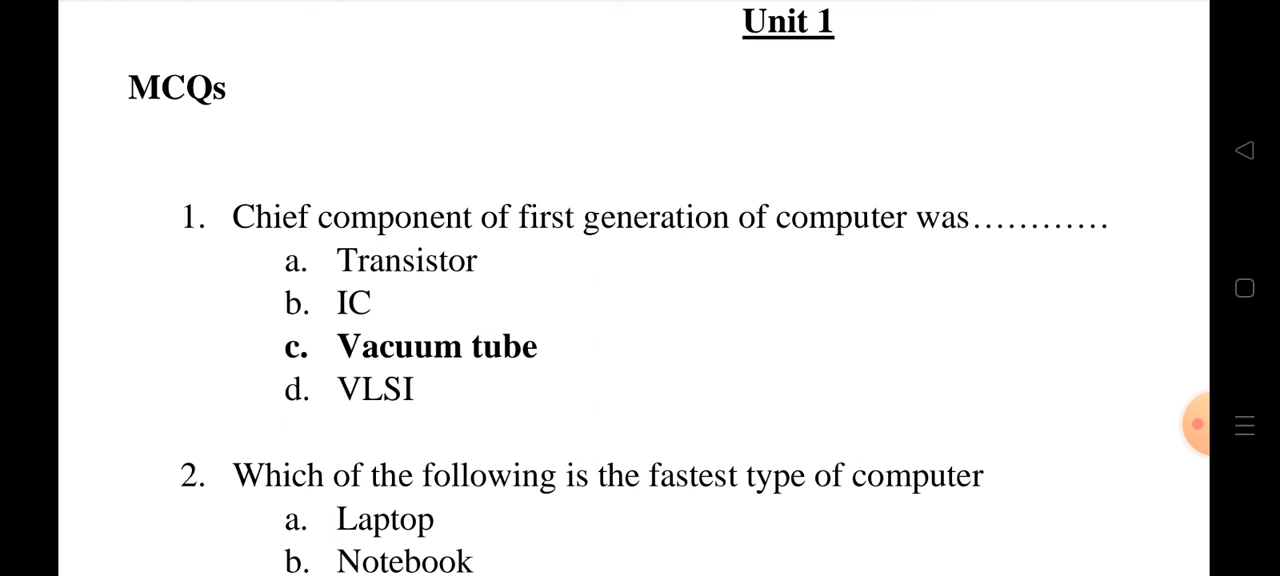 Unit 1
MCQs
1. Chief component of first generation of computer was............
a. Transistor
b. IC
c. Vacuum tube
d. VLSI
2. Which of the following is the fastest type of computer
a. Laptop
b. Notebook